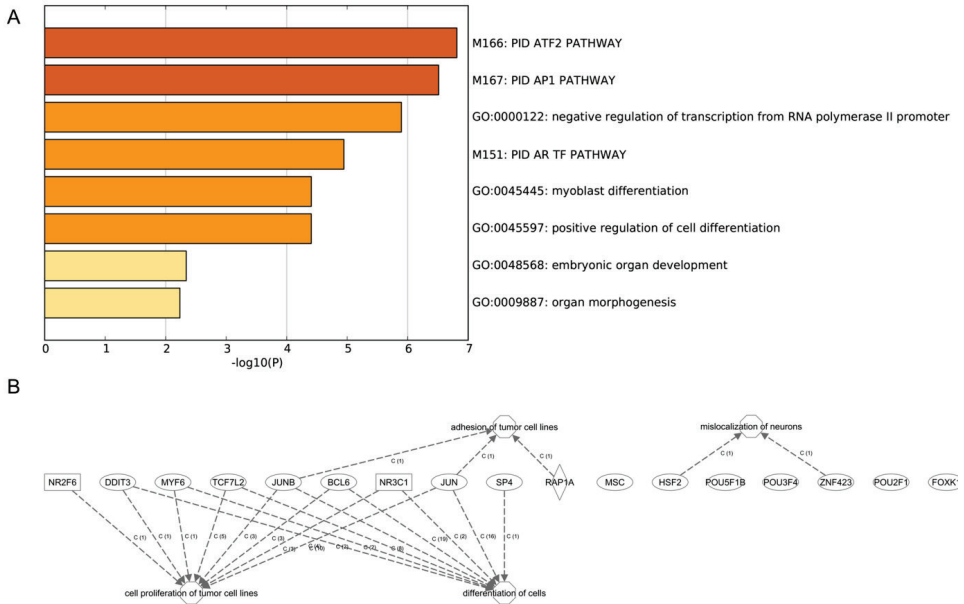 A
M166: PID ATF2 PATHWAY
M167: PID AP1 PATHWAY
GO:0000122: negative regulation of transcription from RNA polymerase II promoter
M151: PID AR TF PATHWAY
GO:0045445: myoblast differentiation
GO:0045597: positive regulation of cell differentiation
GO:0048568: embryonic organ development
GO:0009887: organ morphogenesis
0 1 2 3 4 5 6 7
-log10(P)
B
adhesion of tumor cell lines mislocalization of neurons
C (1) C (1) C (1) C (1) C (1)
NR2F6 DDIT3 MYF6 TCF7L2 JUNB BCL6 NR3C1 JUN SP4 RAP1A MSC HSF2 POU5F1B POU3F4 ZNF423 POU2F1 FOXK1
C (1) C (1) C (1) C (5) C (3) C (3) C (3) C (10) C (2) C (2) C (8) C (19) C (2) C (16) C (1)
cell proliferation of tumor cell lines differentiation of cells